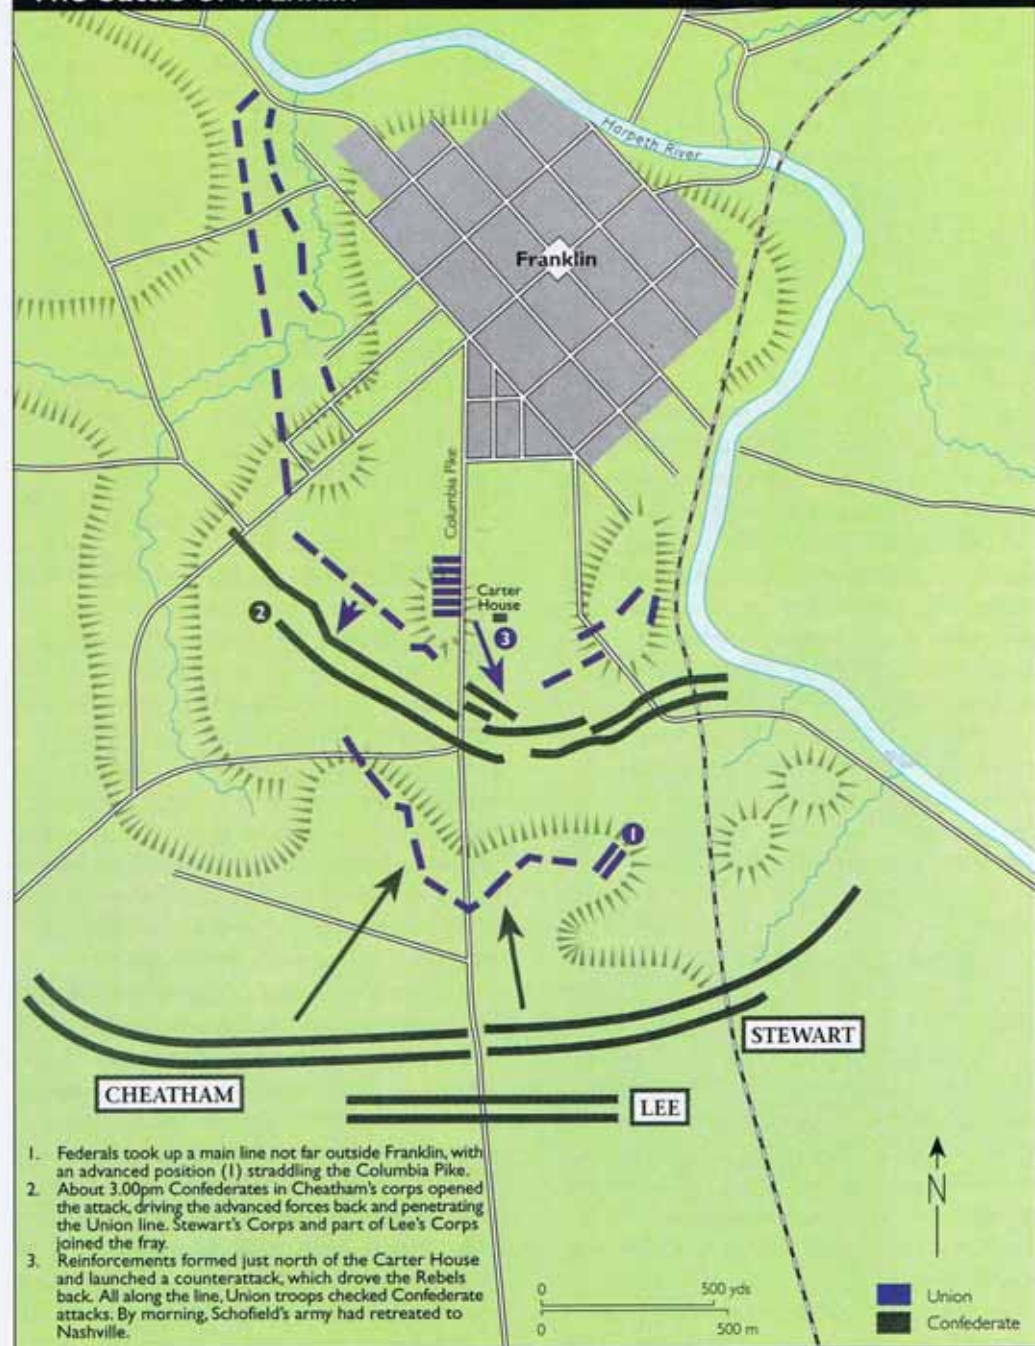 The Battle of Franklin
Harpeth River
Franklin
Columbia Pike
Carter
House
2
3
1
STEWART
CHEATHAM
LEE
1. Federals took up a main line not far outside Franklin, with
an advanced position (1) straddling the Columbia Pike.
2. About 3.00pm Confederates in Cheatham's corps opened
the attack, driving the advanced forces back and penetrating
the Union line. Stewart's Corps and part of Lee's Corps
joined the fray.
3. Reinforcements formed just north of the Carter House
and launched a counterattack, which drove the Rebels
back. All along the line, Union troops checked Confederate
attacks. By morning, Schofield's army had retreated to
Nashville.
N
0 500 yds
0 500 m
Union
Confederate